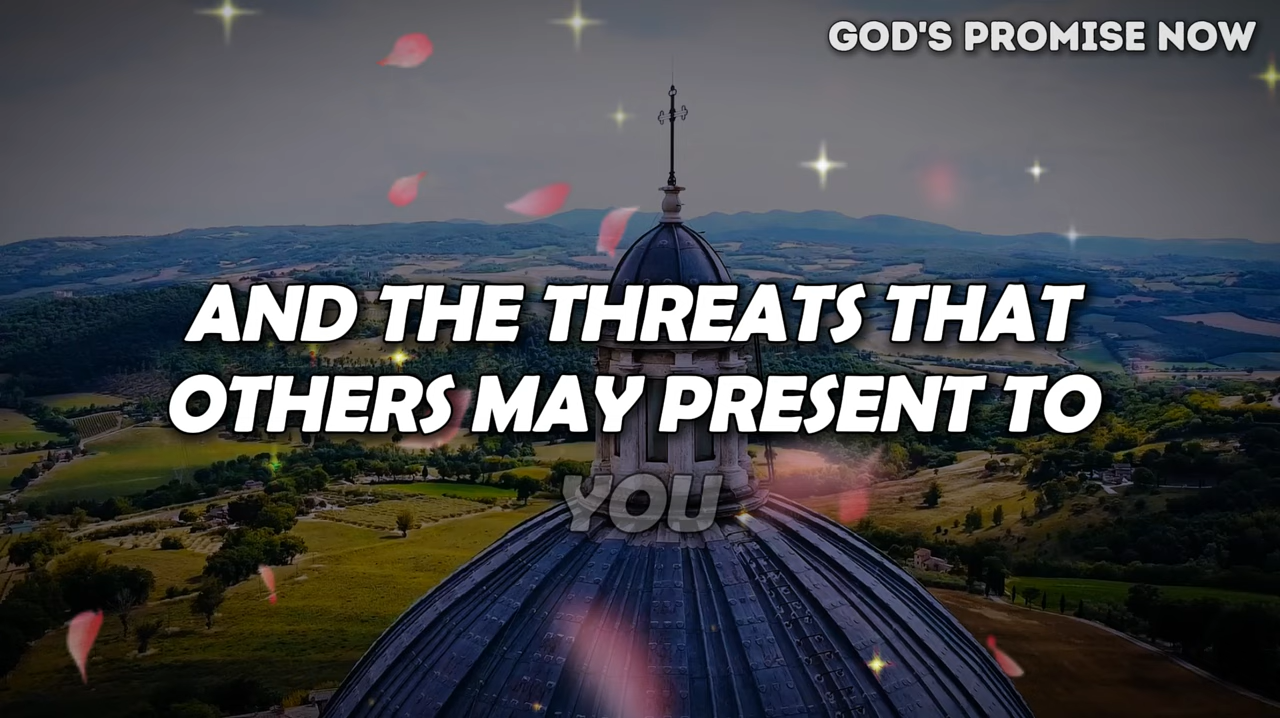 GOD'S PROMISE NOW
AND THE THREATS THAT
OTHERS MAY PRESENT TO
YOU